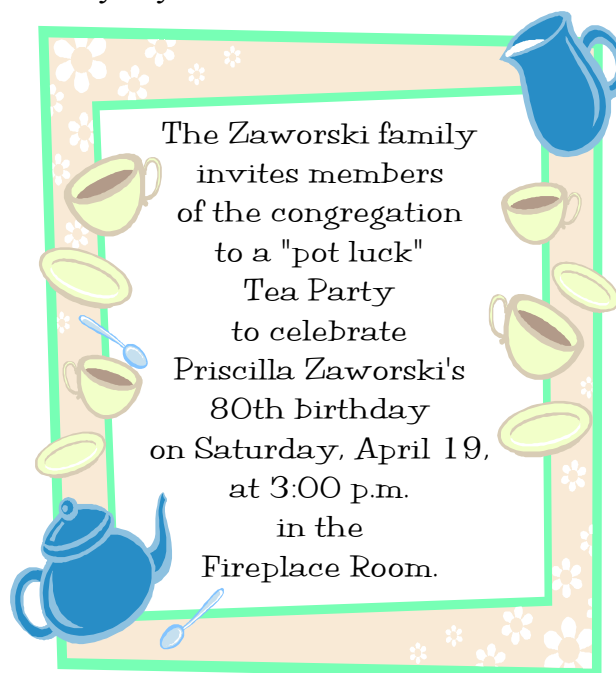 The Zaworski family
invites members
of the congregation
to a "pot luck"
Tea Party
to celebrate
Priscilla Zaworski's
80th birthday
on Saturday, April 19,
at 3:00 p.m.
in the
Fireplace Room.